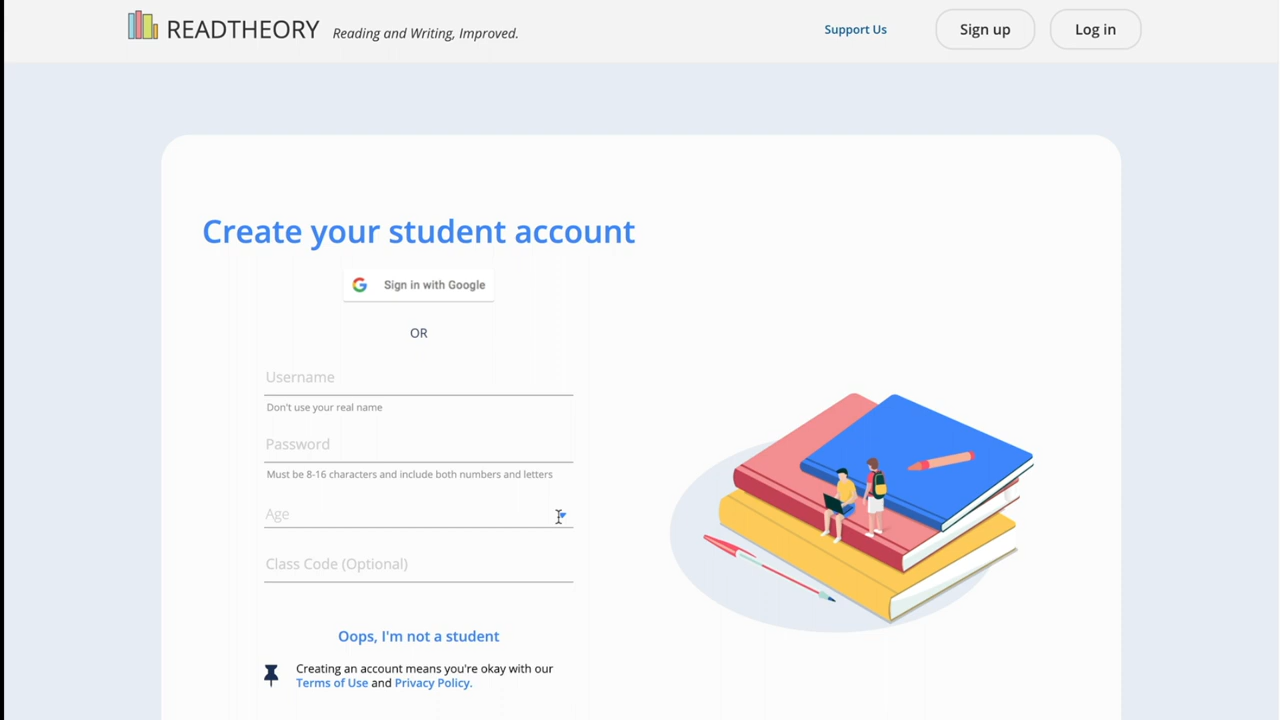 READTHEORY Reading and Writing, Improved. Support Us Sign up Log in
Create your student account
Sign in with Google
OR
Username
Don't use your real name
Password
Must be 8-16 characters and include both numbers and letters
Age
Class Code (Optional)
Oops, I'm not a student
Creating an account means you're okay with our
Terms of Use and Privacy Policy.